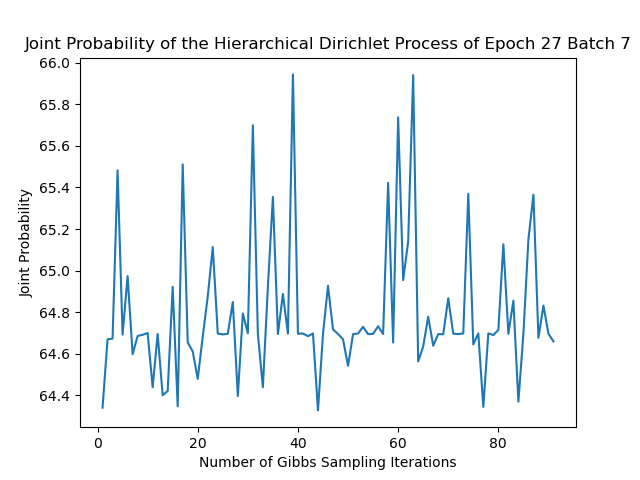 Joint Probability of the Hierarchical Dirichlet Process of Epoch 27 Batch 7
66.0
65.8
65.6
65.4
65.2
65.0
64.8
64.6
64.4
Joint Probability
0 20 40 60 80
Number of Gibbs Sampling Iterations